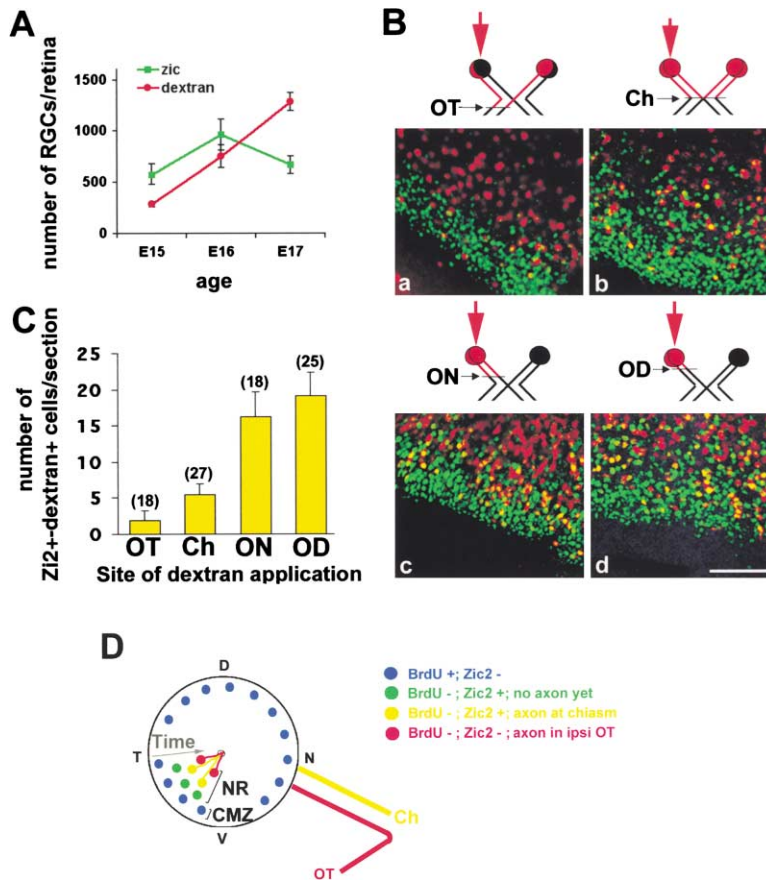 A
zic
dextran
number of RGCs/retina
1500
1000
500
0
E15 E16 E17
age
B
OT
Ch
a
b
ON
OD
c
d
C
number of
Zi2+-dextran+ cells/section
25
20
15
10
5
0
(18)
(27)
(18)
(25)
OT Ch ON OD
Site of dextran application
D
D
T
N
V
Time
NR
CMZ
Ch
OT
BrdU +; Zic2 -
BrdU - ; Zic2 +; no axon yet
BrdU - ; Zic2 +; axon at chiasm
BrdU - ; Zic2 - ; axon in ipsi OT